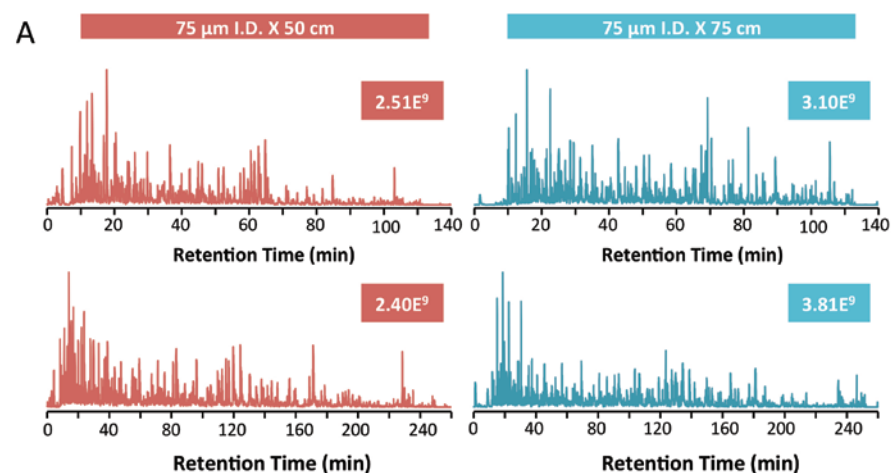 A
75 µm I.D. X 50 cm
75 µm I.D. X 75 cm
2.51E⁹
3.10E⁹
0 20 40 60 80 100 140
0 20 40 60 80 100 140
Retention Time (min)
Retention Time (min)
2.40E⁹
3.81E⁹
0 40 80 120 160 200 240
0 40 80 120 160 200 240
Retention Time (min)
Retention Time (min)